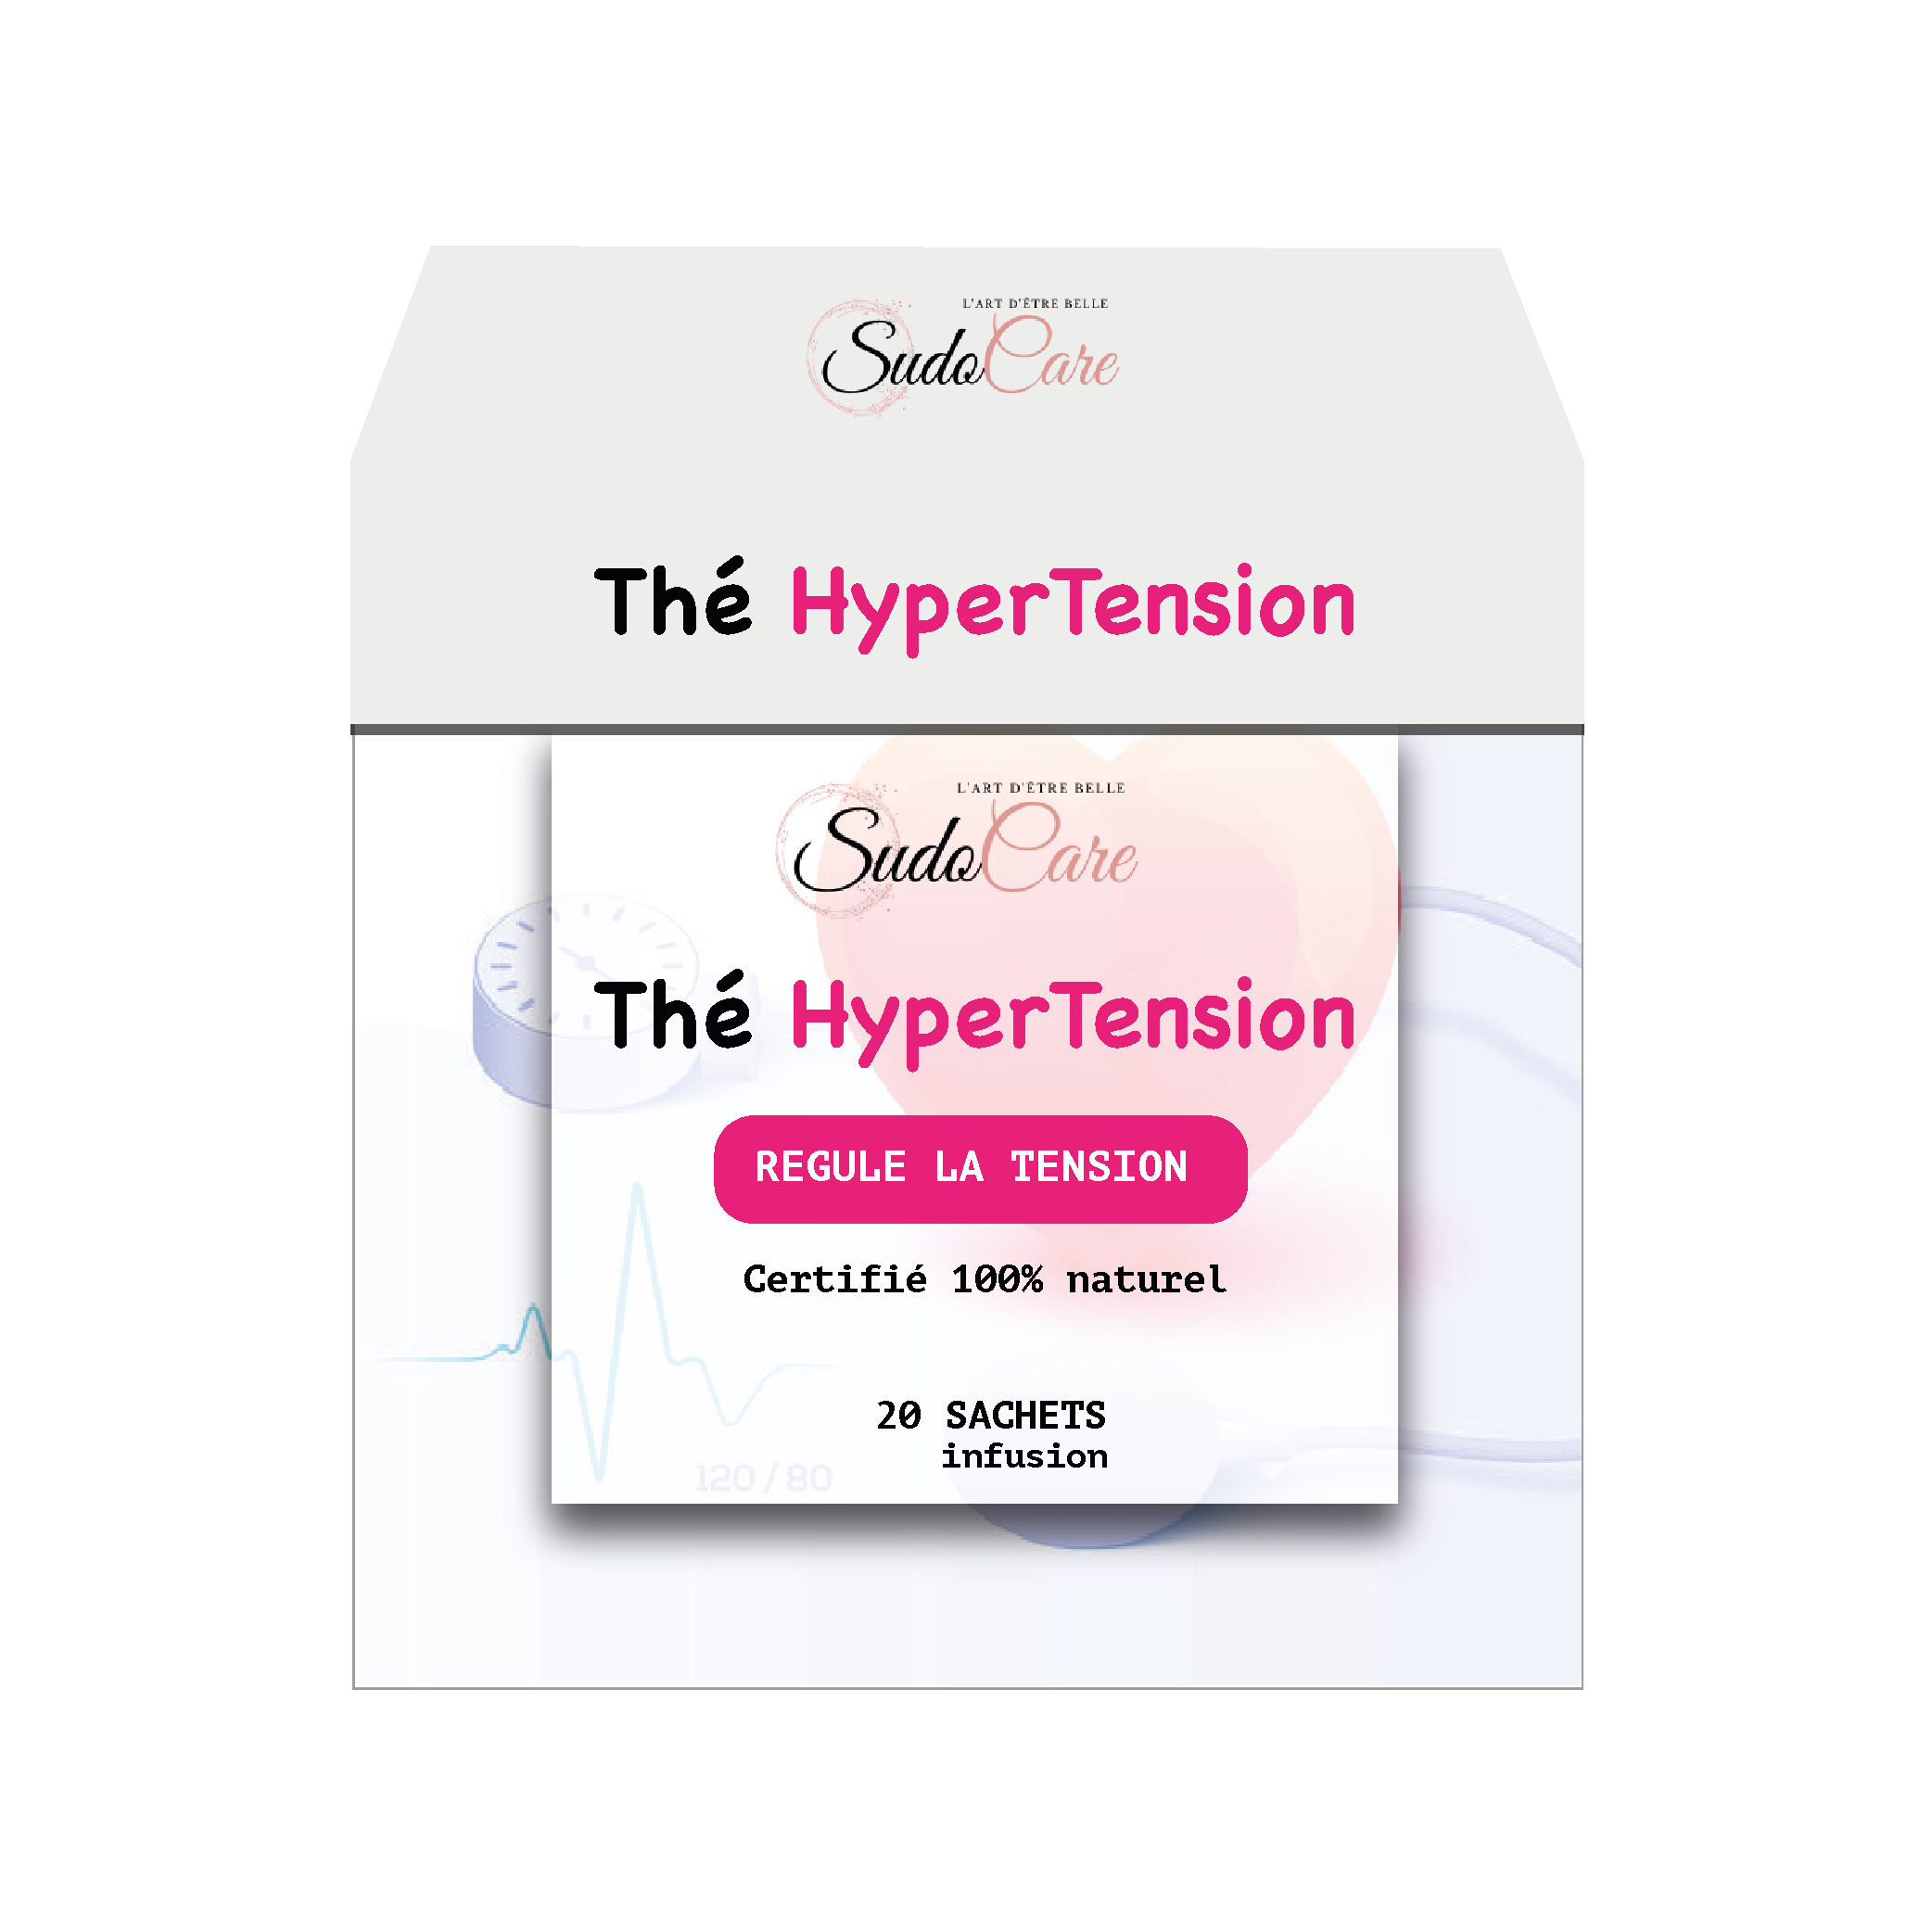 L'ART D'ÊTRE BELLE
SudoCare
Thé HyperTension
L'ART D'ÊTRE BELLE
SudoCare
Thé HyperTension
REGULE LA TENSION
Certifié 100% naturel
20 SACHETS
infusion
120 / 80